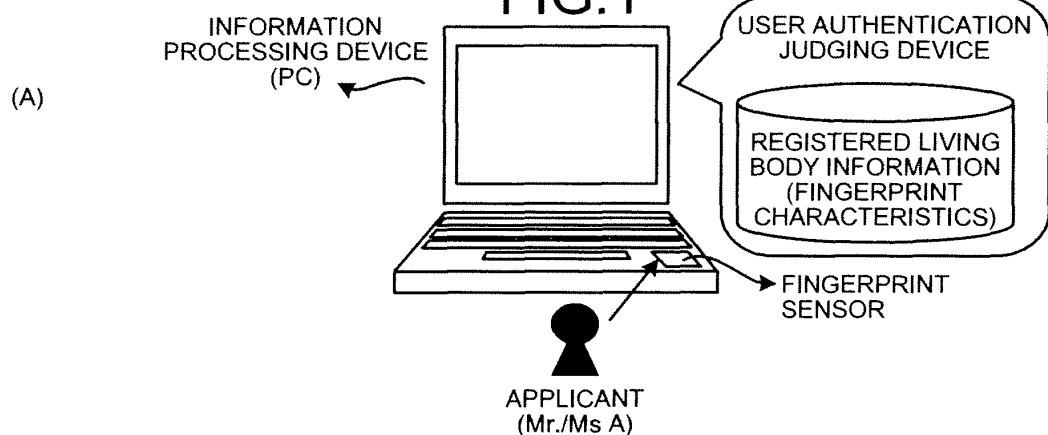 FIG.1
INFORMATION
PROCESSING DEVICE
(PC)
(A)
USER AUTHENTICATION
JUDGING DEVICE
REGISTERED LIVING
BODY INFORMATION
(FINGERPRINT
CHARACTERISTICS)
FINGERPRINT
SENSOR
APPLICANT
(Mr./Ms A)